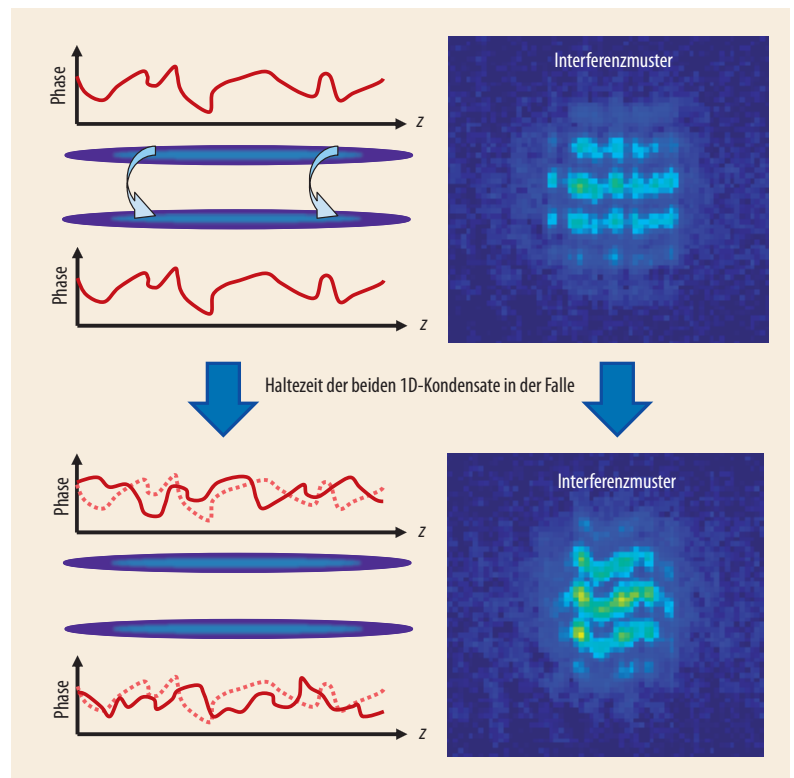 Phase
z
Interferenzmuster
Phase
z
Haltezeit der beiden 1D-Kondensate in der Falle
Phase
z
Interferenzmuster
Phase
z